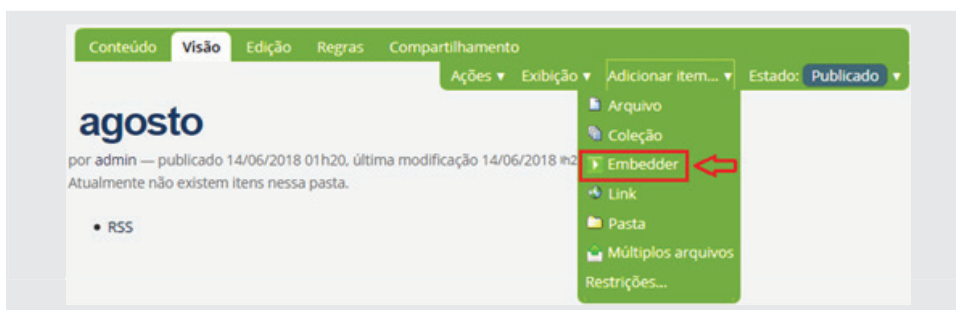 Conteúdo Visão Edição Regras Compartilhamento
Ações ▼ Exibição ▼ Adicionar item... ▼ Estado: Publicado ▼
agosto
por admin — publicado 14/06/2018 01h20, última modificação 14/06/2018
Atualmente não existem itens nessa pasta.
• RSS
Arquivo
Coleção
Embedder
Link
Pasta
Múltiplos arquivos
Restrições...